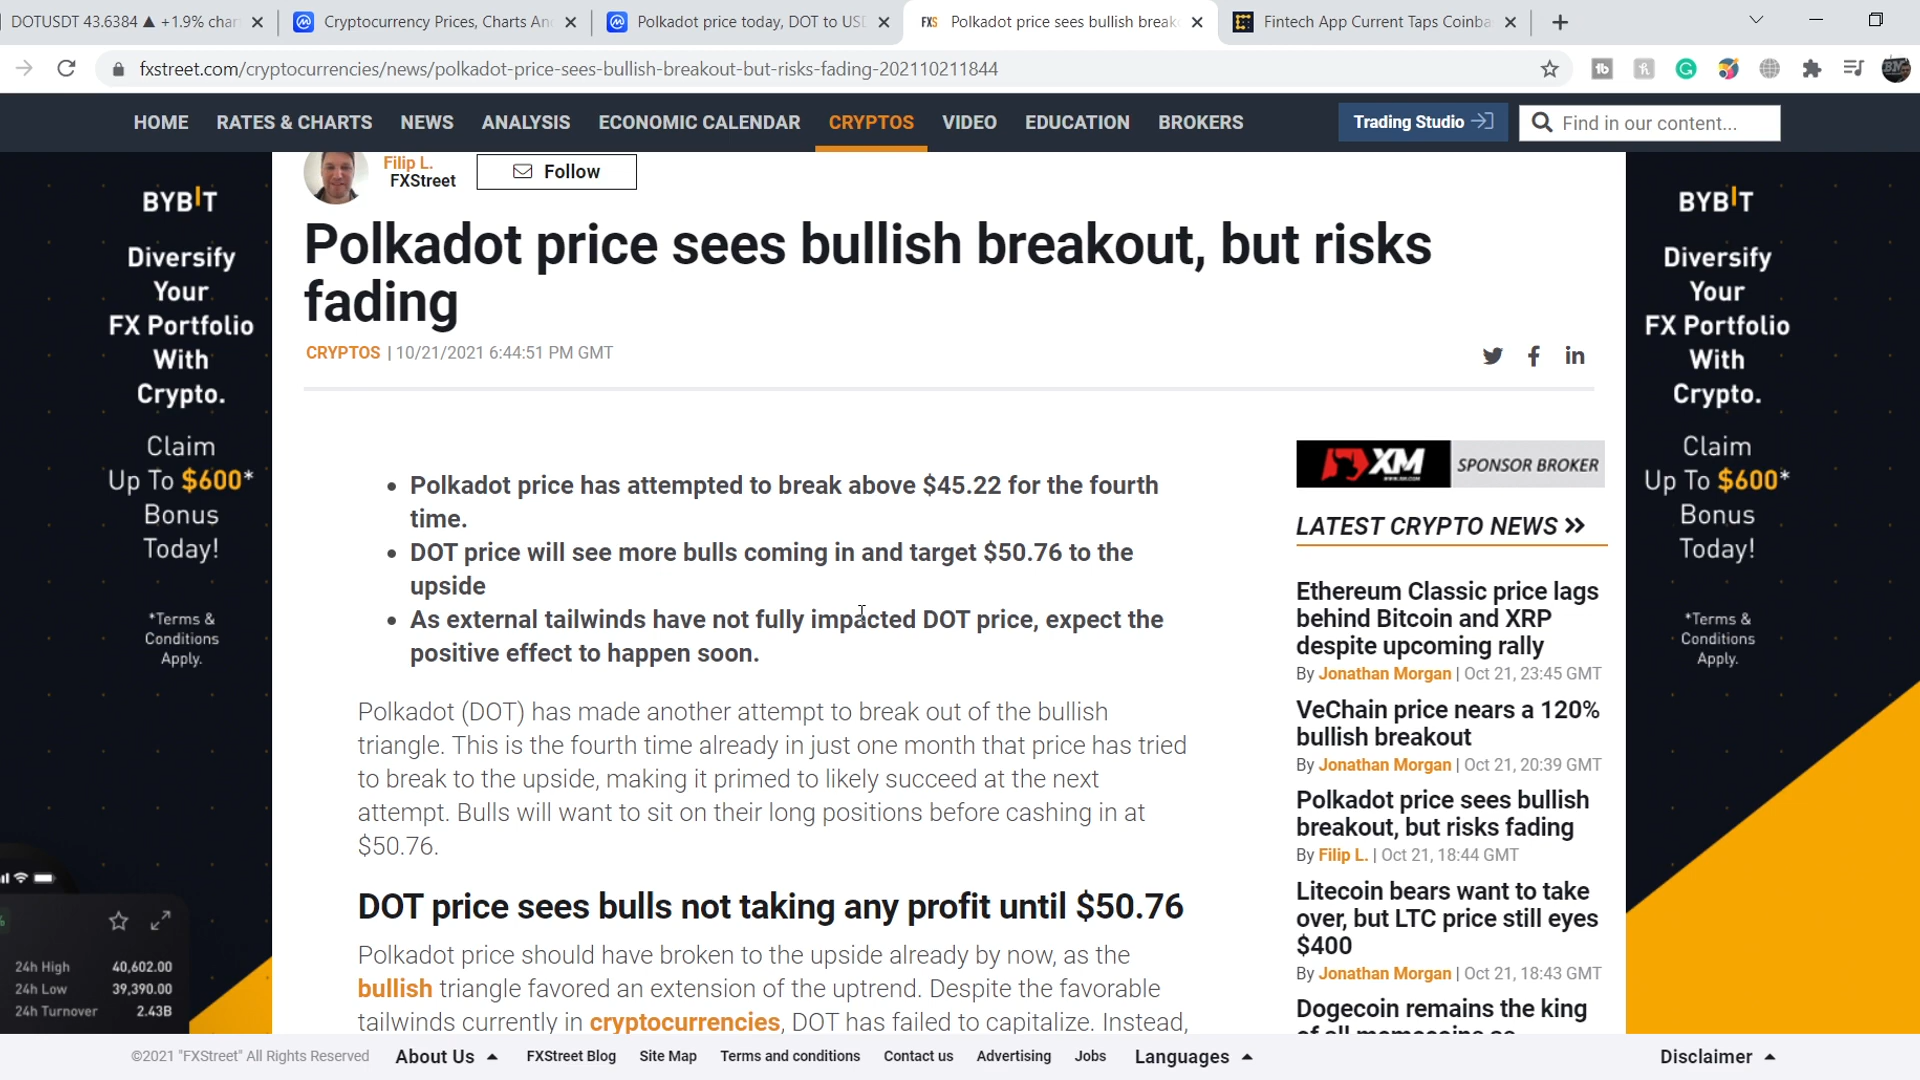 DOTUSDT 43.6384 ▲ +1.9%
Cryptocurrency Prices, Charts An
Polkadot price today, DOT to US
Polkadot price sees bullish break
Fintech App Current Taps Coinba
fxstreet.com/cryptocurrencies/news/polkadot-price-sees-bullish-breakout-but-risks-fading-202110211844
HOME RATES & CHARTS NEWS ANALYSIS ECONOMIC CALENDAR CRYPTOS VIDEO EDUCATION BROKERS
Trading Studio
Find in our content...
BYBIT
Diversify
Your
FX Portfolio
With
Crypto.
Claim
Up To $600*
Bonus
Today!
*Terms &
Conditions
Apply.
24h High 40,602.00
24h Low 39,390.00
24h Turnover 2.43B
Filip L.
FXStreet
Follow
Polkadot price sees bullish breakout, but risks
fading
CRYPTOS | 10/21/2021 6:44:51 PM GMT
• Polkadot price has attempted to break above $45.22 for the fourth
time.
• DOT price will see more bulls coming in and target $50.76 to the
upside
• As external tailwinds have not fully impacted DOT price, expect the
positive effect to happen soon.
Polkadot (DOT) has made another attempt to break out of the bullish
triangle. This is the fourth time already in just one month that price has tried
to break to the upside, making it primed to likely succeed at the next
attempt. Bulls will want to sit on their long positions before cashing in at
$50.76.
DOT price sees bulls not taking any profit until $50.76
Polkadot price should have broken to the upside already by now, as the
bullish triangle favored an extension of the uptrend. Despite the favorable
tailwinds currently in cryptocurrencies, DOT has failed to capitalize. Instead,
XM
www.xm.com
SPONSOR BROKER
LATEST CRYPTO NEWS
Ethereum Classic price lags
behind Bitcoin and XRP
despite upcoming rally
By Jonathan Morgan | Oct 21, 23:45 GMT
VeChain price nears a 120%
bullish breakout
By Jonathan Morgan | Oct 21, 20:39 GMT
Polkadot price sees bullish
breakout, but risks fading
By Filip L. | Oct 21, 18:44 GMT
Litecoin bears want to take
over, but LTC price still eyes
$400
By Jonathan Morgan | Oct 21, 18:43 GMT
Dogecoin remains the king
of all memecoins as
BYBIT
Diversify
Your
FX Portfolio
With
Crypto.
Claim
Up To $600*
Bonus
Today!
*Terms &
Conditions
Apply.
©2021 "FXStreet" All Rights Reserved
About Us FXStreet Blog Site Map Terms and conditions Contact us Advertising Jobs Languages Disclaimer